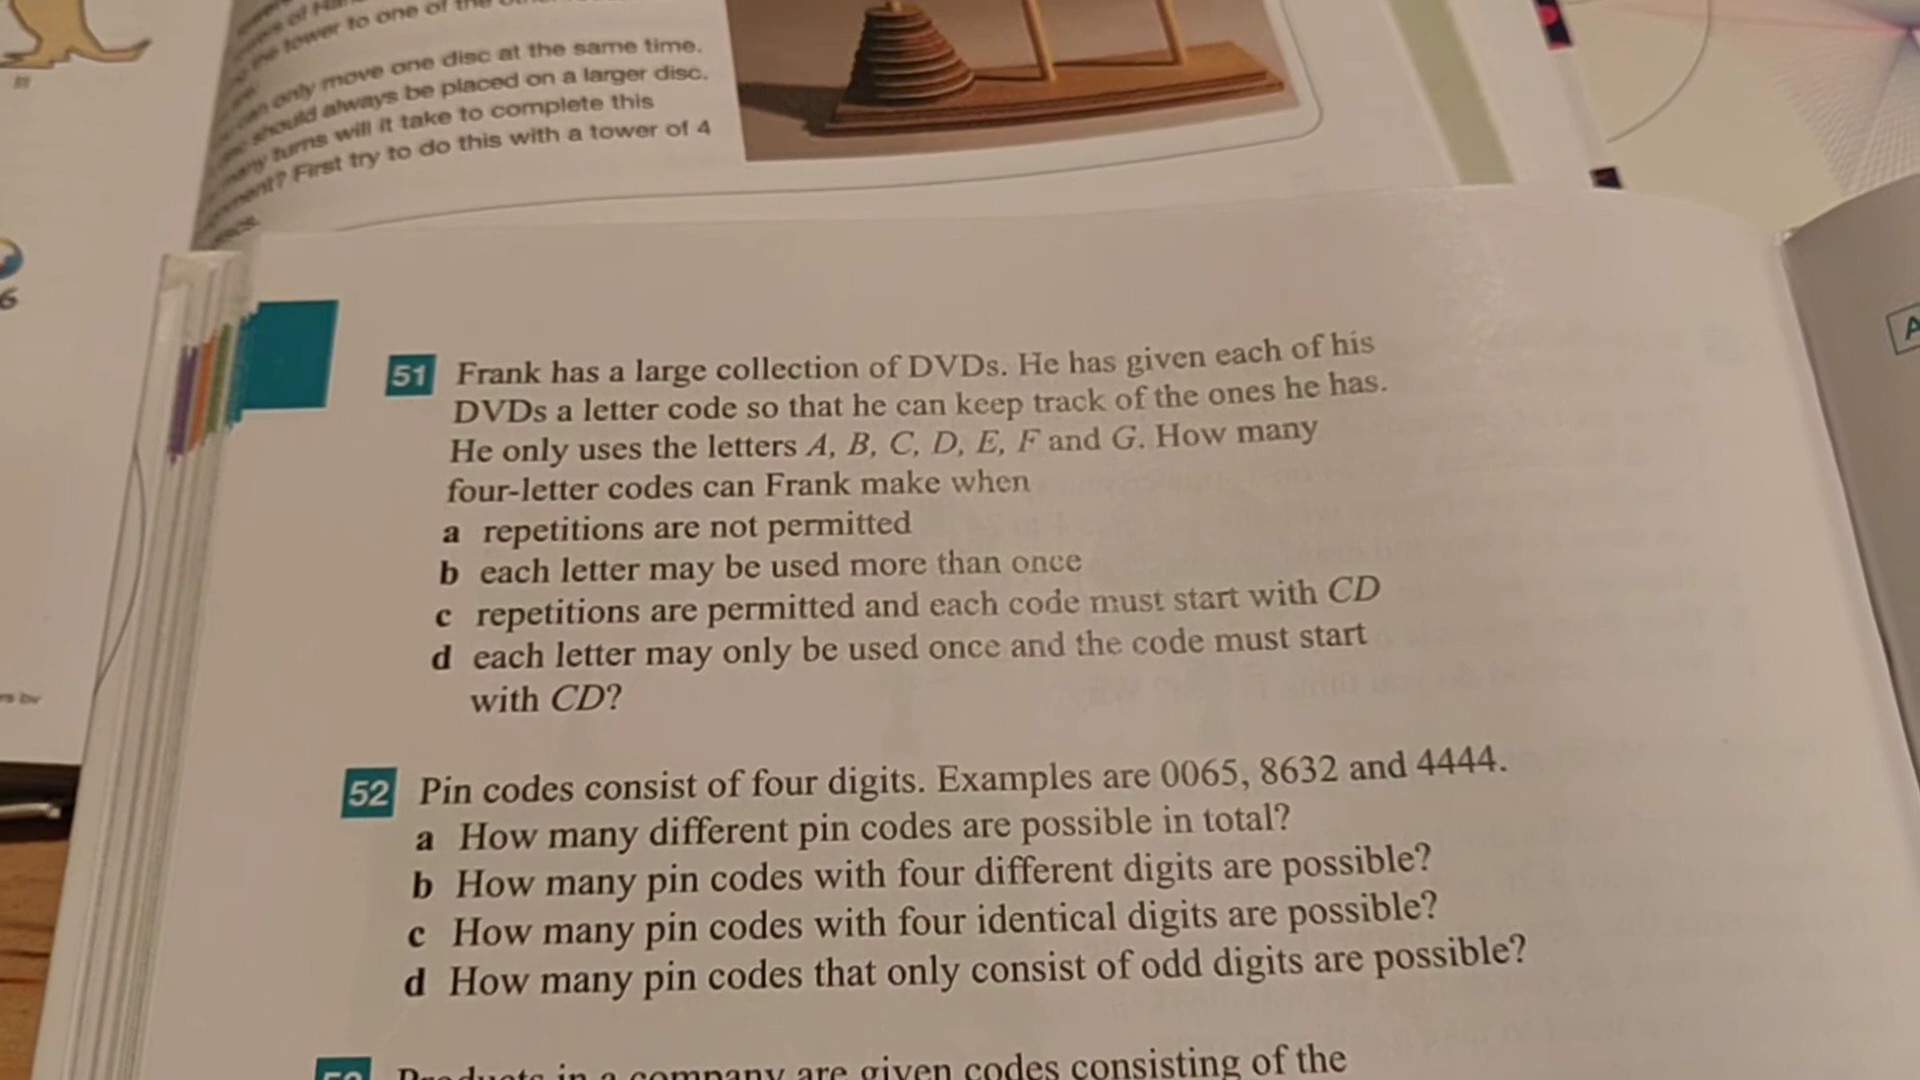 the tower to one of the
only move one disc at the same time.
should always be placed on a larger disc.
many turns will it take to complete this
First try to do this with a tower of 4
6
51 Frank has a large collection of DVDs. He has given each of his
DVDs a letter code so that he can keep track of the ones he has.
He only uses the letters A, B, C, D, E, F and G. How many
four-letter codes can Frank make when
a repetitions are not permitted
b each letter may be used more than once
c repetitions are permitted and each code must start with CD
d each letter may only be used once and the code must start
with CD?
52 Pin codes consist of four digits. Examples are 0065, 8632 and 4444.
a How many different pin codes are possible in total?
b How many pin codes with four different digits are possible?
c How many pin codes with four identical digits are possible?
d How many pin codes that only consist of odd digits are possible?
Products in a company are given codes consisting of the
A